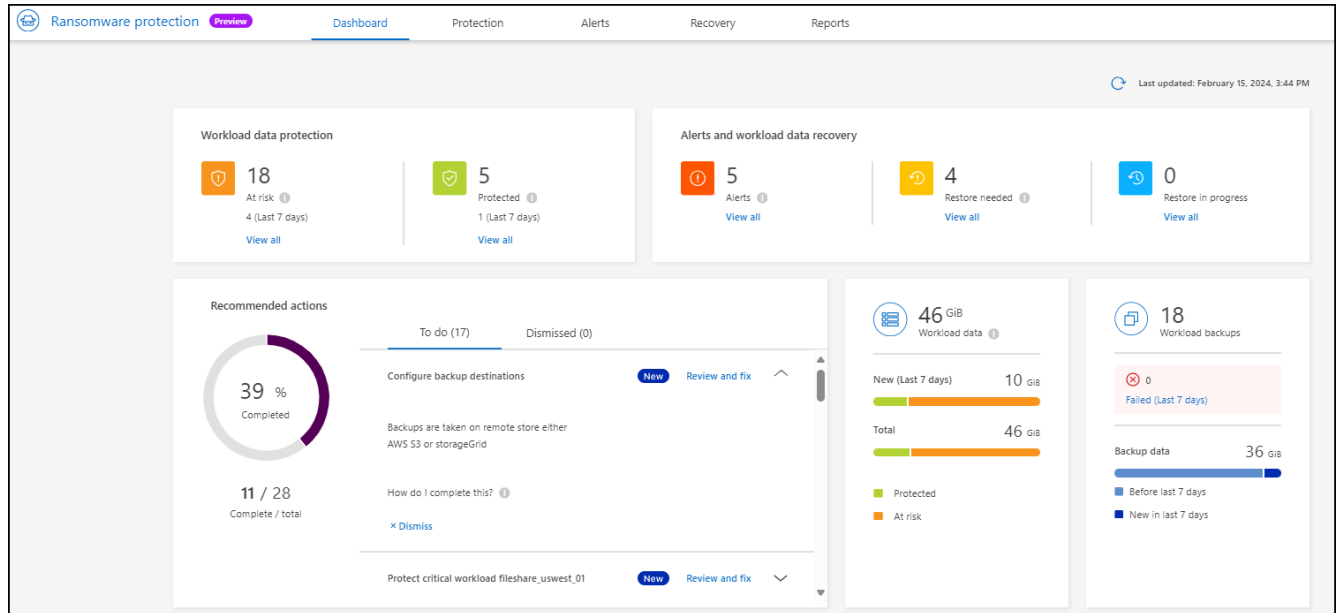 Ransomware protection Preview Dashboard Protection Alerts Recovery Reports
Last updated: February 15, 2024, 3:44 PM
Workload data protection
18
At risk
4 (Last 7 days)
View all
5
Protected
1 (Last 7 days)
View all
Alerts and workload data recovery
5
Alerts
View all
4
Restore needed
View all
0
Restore in progress
View all
Recommended actions
39 %
Completed
11 / 28
Complete / total
To do (17) Dismissed (0)
Configure backup destinations New Review and fix
Backups are taken on remote store either
AWS S3 or storageGrid
How do I complete this?
× Dismiss
Protect critical workload fileshare_uswest_01 New Review and fix
46 GiB
Workload data
New (Last 7 days) 10 GiB
Total 46 GiB
Protected
At risk
18
Workload backups
0
Failed (Last 7 days)
Backup data 36 GiB
Before last 7 days
New in last 7 days